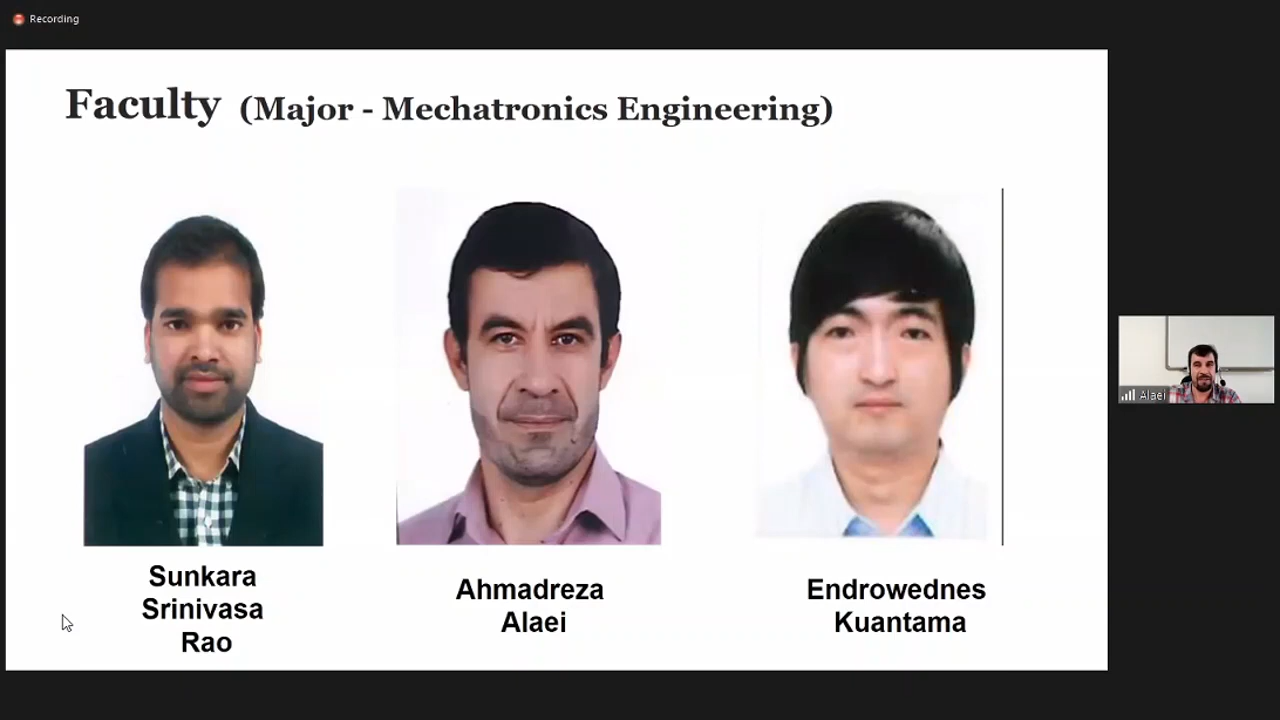 Recording
Faculty (Major - Mechatronics Engineering)
Sunkara
Srinivasa
Rao
Ahmadreza
Alaei
Endrowednes
Kuantama
Alaei